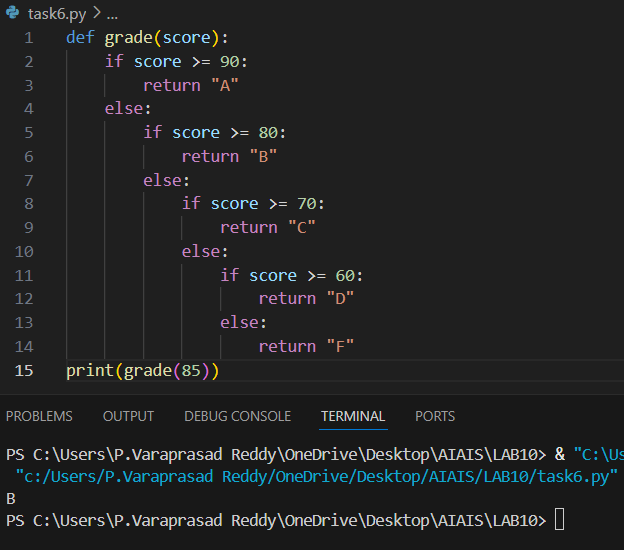 task6.py > ...
1 def grade(score):
2     if score >= 90:
3         return "A"
4     else:
5         if score >= 80:
6             return "B"
7         else:
8             if score >= 70:
9                 return "C"
10             else:
11                 if score >= 60:
12                     return "D"
13                 else:
14                     return "F"
15 print(grade(85))
PROBLEMS OUTPUT DEBUG CONSOLE TERMINAL PORTS
PS C:\Users\P.Varaprasad Reddy\OneDrive\Desktop\AIAIS\LAB10> & "C:\Us
"c:/Users/P.Varaprasad Reddy/OneDrive/Desktop/AIAIS/LAB10/task6.py"
B
PS C:\Users\P.Varaprasad Reddy\OneDrive\Desktop\AIAIS\LAB10>